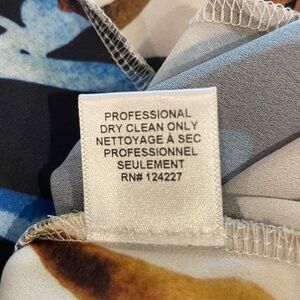 PROFESSIONAL
DRY CLEAN ONLY
NETTOYAGE À SEC
PROFESSIONNEL
SEULEMENT
RN# 124227